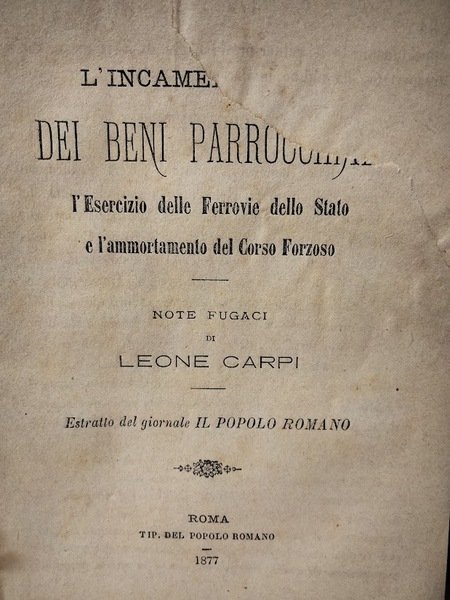 L'INCAME
DEI BENI PARROCCHI
l'Esercizio delle Ferrovie dello Stato
e l'ammortamento del Corso Forzoso
NOTE FUGACI
DI
LEONE CARPI
Estratto del giornale IL POPOLO ROMANO
ROMA
TIP. DEL POPOLO ROMANO
1877